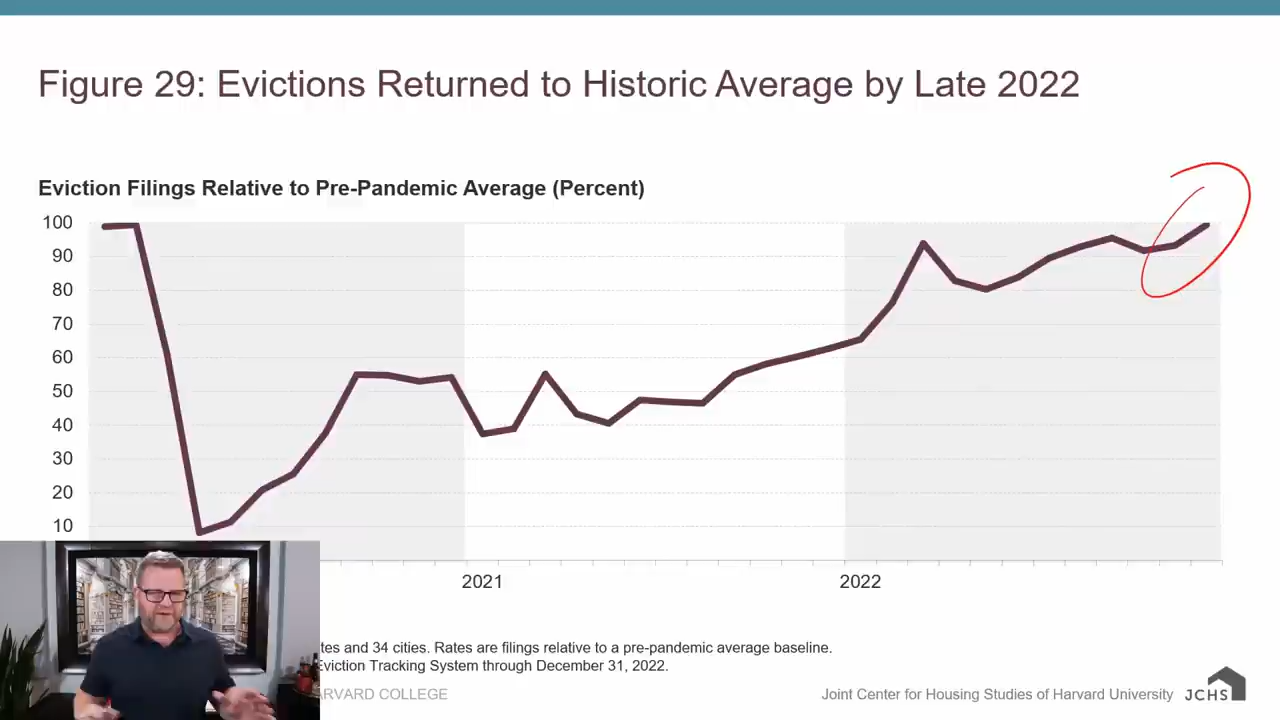 Figure 29: Evictions Returned to Historic Average by Late 2022
Eviction Filings Relative to Pre-Pandemic Average (Percent)
100
90
80
70
60
50
40
30
20
10
2021
2022
and 34 cities. Rates are filings relative to a pre-pandemic average baseline.
Eviction Tracking System through December 31, 2022.
COLLEGE
Joint Center for Housing Studies of Harvard University
JCHS